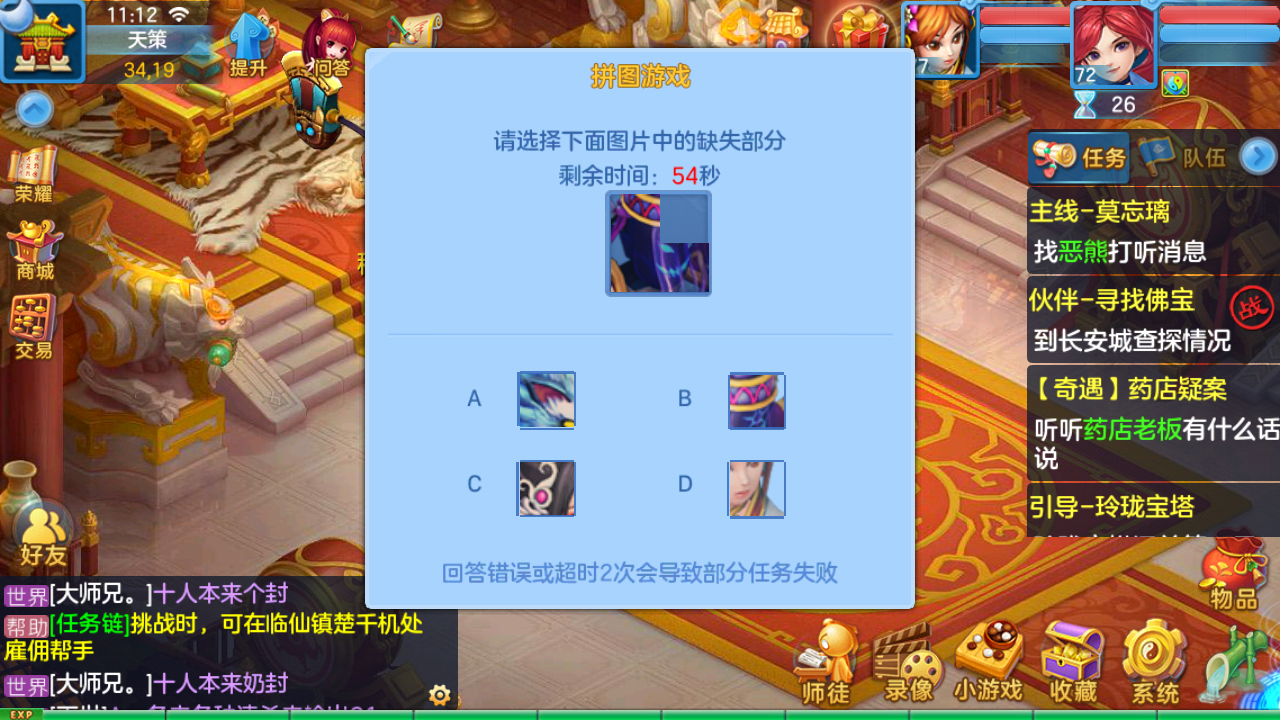 11:12
天策
34,19
提升
问答
荣耀
商城
交易
好友
拼图游戏
请选择下面图片中的缺失部分
剩余时间：54秒
A
B
C
D
回答错误或超时2次会导致部分任务失败
7
72
26
任务
队伍
主线-莫忘璃
找恶熊打听消息
伙伴-寻找佛宝
战
到长安城查探情况
【奇遇】药店疑案
听听药店老板有什么话
说
引导-玲珑宝塔
物品
世界[大师兄。]十人本来个封
帮助[任务链]挑战时，可在临仙镇楚千机处
雇佣帮手
世界[大师兄。]十人本来奶封
师徒
录像
小游戏
收藏
系统
EXP